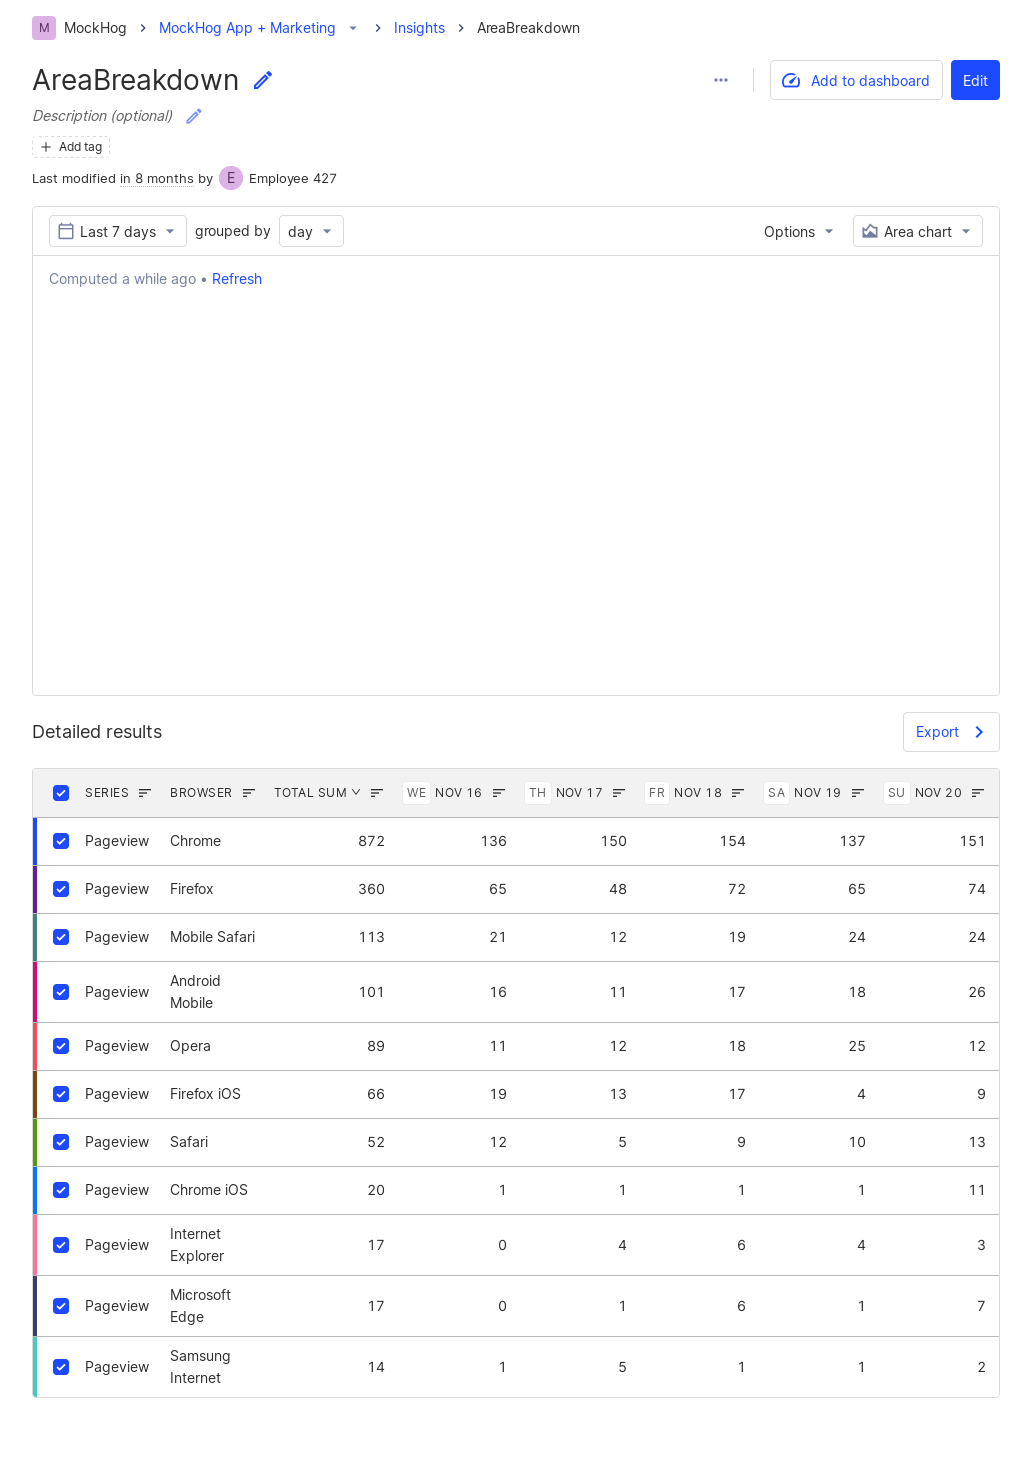 M MockHog MockHog App + Marketing Insights AreaBreakdown
AreaBreakdown
Add to dashboard Edit
Description (optional)
Add tag
Last modified in 8 months by E Employee 427
Last 7 days grouped by day Options Area chart
Computed a while ago • Refresh
Detailed results Export
SERIES BROWSER TOTAL SUM WE NOV 16 TH NOV 17 FR NOV 18 SA NOV 19 SU NOV 20
Pageview Chrome 872 136 150 154 137 151
Pageview Firefox 360 65 48 72 65 74
Pageview Mobile Safari 113 21 12 19 24 24
Pageview Android Mobile 101 16 11 17 18 26
Pageview Opera 89 11 12 18 25 12
Pageview Firefox iOS 66 19 13 17 4 9
Pageview Safari 52 12 5 9 10 13
Pageview Chrome iOS 20 1 1 1 1 11
Pageview Internet Explorer 17 0 4 6 4 3
Pageview Microsoft Edge 17 0 1 6 1 7
Pageview Samsung Internet 14 1 5 1 1 2